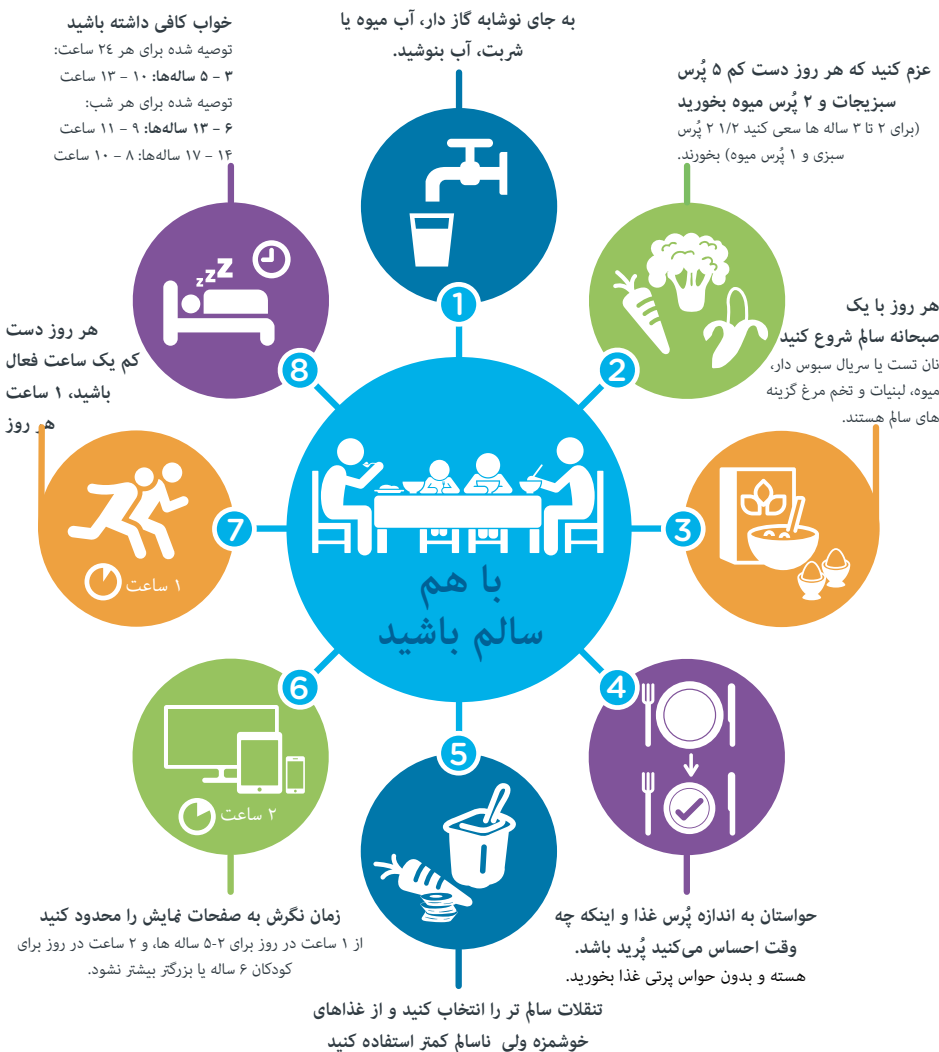 با هم
سالم باشید
1
به جای نوشابه گاز دار، آب میوه یا
شربت، آب بنوشید.
2
عزم کنید که هر روز دست کم ۵ پُرس
سبزیجات و ۲ پُرس میوه بخورید
(برای ۲ تا ۳ ساله ها سعی کنید ۱/۲ ۲ پُرس
سبزی و ۱ پُرس میوه) بخورند.
3
هر روز با یک
صبحانه سالم شروع کنید
نان تست یا سریال سبوس دار،
میوه، لبنیات و تخم مرغ گزینه
های سالم هستند.
4
حواستان به اندازه پُرس غذا و اینکه چه
وقت احساس می‌کنید پُرید باشد.
هسته و بدون حواس پرتی غذا بخورید.
5
تنقلات سالم تر را انتخاب کنید و از غذاهای
خوشمزه ولی ناسالم کمتر استفاده کنید
6
۲ ساعت
زمان نگرش به صفحات نمایش را محدود کنید
از ۱ ساعت در روز برای ۲-۵ ساله ها، و ۲ ساعت در روز برای
کودکان ۶ ساله یا بزرگتر بیشتر نشود.
7
هر روز دست
کم یک ساعت فعال
باشید، ۱ ساعت
هر روز
۱ ساعت
8
خواب کافی داشته باشید
توصیه شده برای هر ٢٤ ساعت:
۳ – ۵ ساله‌ها: ۱۰ – ۱۳ ساعت
توصیه شده برای هر شب:
۶ – ۱۳ ساله‌ها: ۹ – ۱۱ ساعت
۱۴ – ۱۷ ساله‌ها: ۸ – ۱۰ ساعت
zzZ